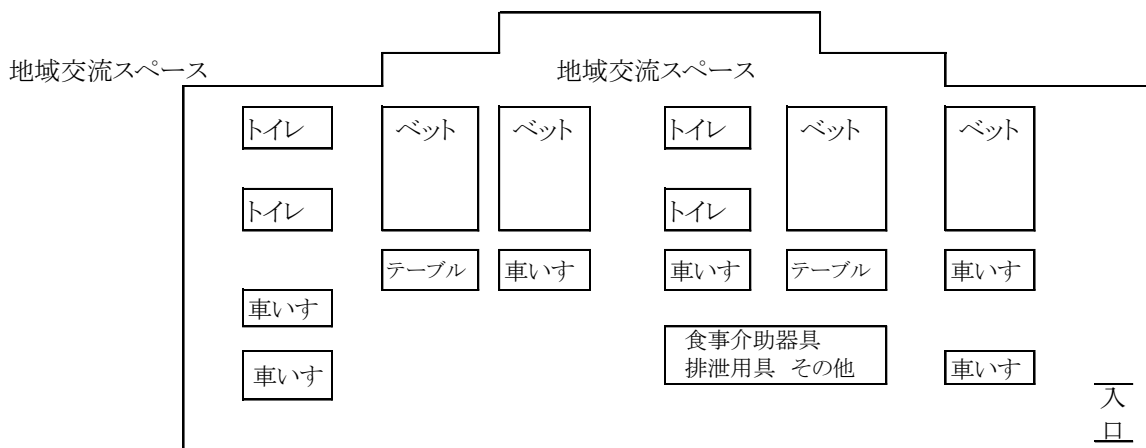 地域交流スペース
地域交流スペース
トイレ
ベット
ベット
トイレ
ベット
ベット
トイレ
トイレ
テーブル
車いす
車いす
テーブル
車いす
車いす
食事介助器具
排泄用具 その他
車いす
車いす
入
口